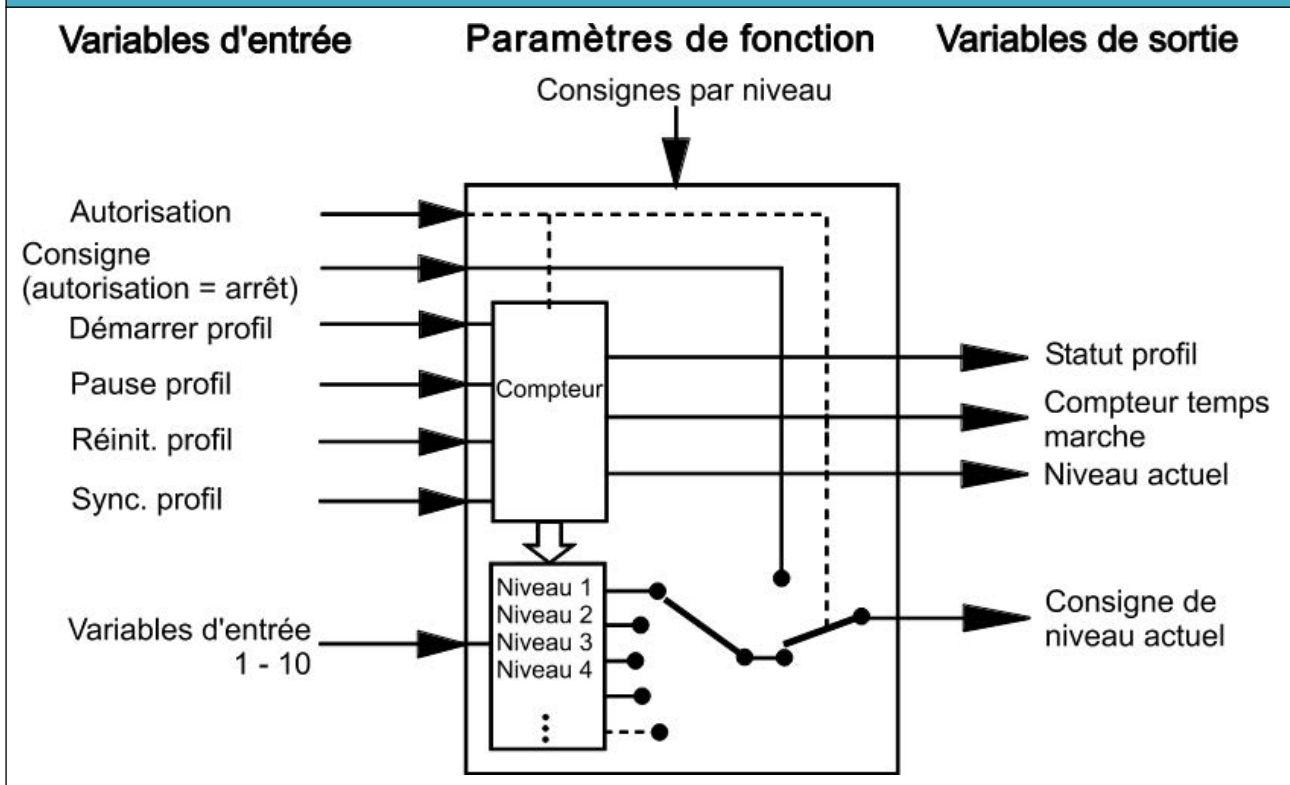 Variables d'entrée
Paramètres de fonction
Variables de sortie
Consignes par niveau
Autorisation
Consigne
(autorisation = arrêt)
Démarrer profil
Pause profil
Réinit. profil
Sync. profil
Variables d'entrée
1 - 10
Compteur
Niveau 1
Niveau 2
Niveau 3
Niveau 4
Statut profil
Compteur temps
marche
Niveau actuel
Consigne de
niveau actuel